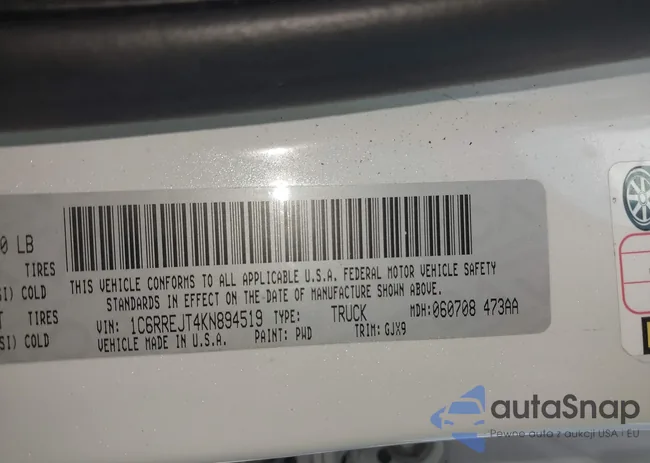 0 LB
TIRES
SI) COLD
THIS VEHICLE CONFORMS TO ALL APPLICABLE U.S.A. FEDERAL MOTOR VEHICLE SAFETY
STANDARDS IN EFFECT ON THE DATE OF MANUFACTURE SHOWN ABOVE.
T TIRES
VIN: 1C6RREJT4KN894519 TYPE: TRUCK MDH:060708 473AA
SI) COLD
VEHICLE MADE IN U.S.A. PAINT: PWD TRIM: GJX9
autoSnap
Pewne auto z aukcji USA i EU